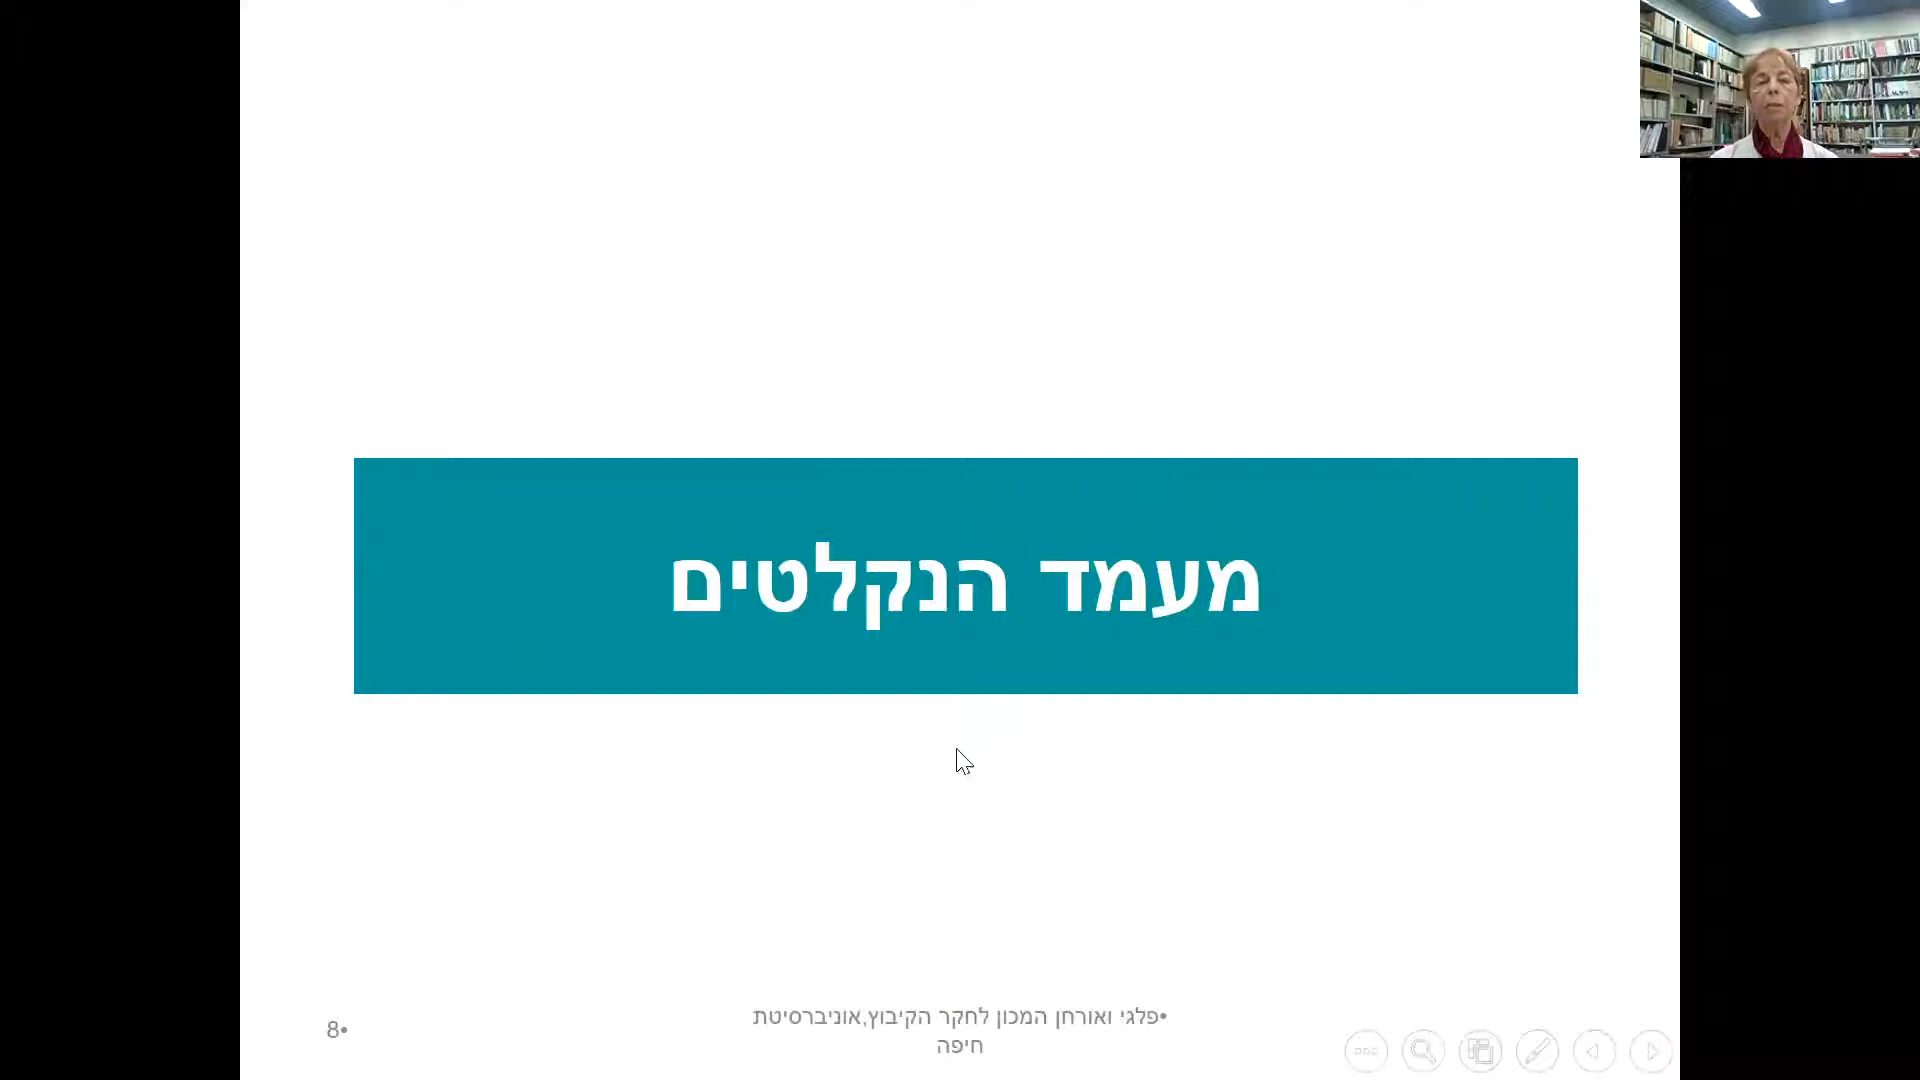 מעמד הנקלטים
•פלגי ואורחן המכון לחקר הקיבוץ,אוניברסיטת
חיפה
•8